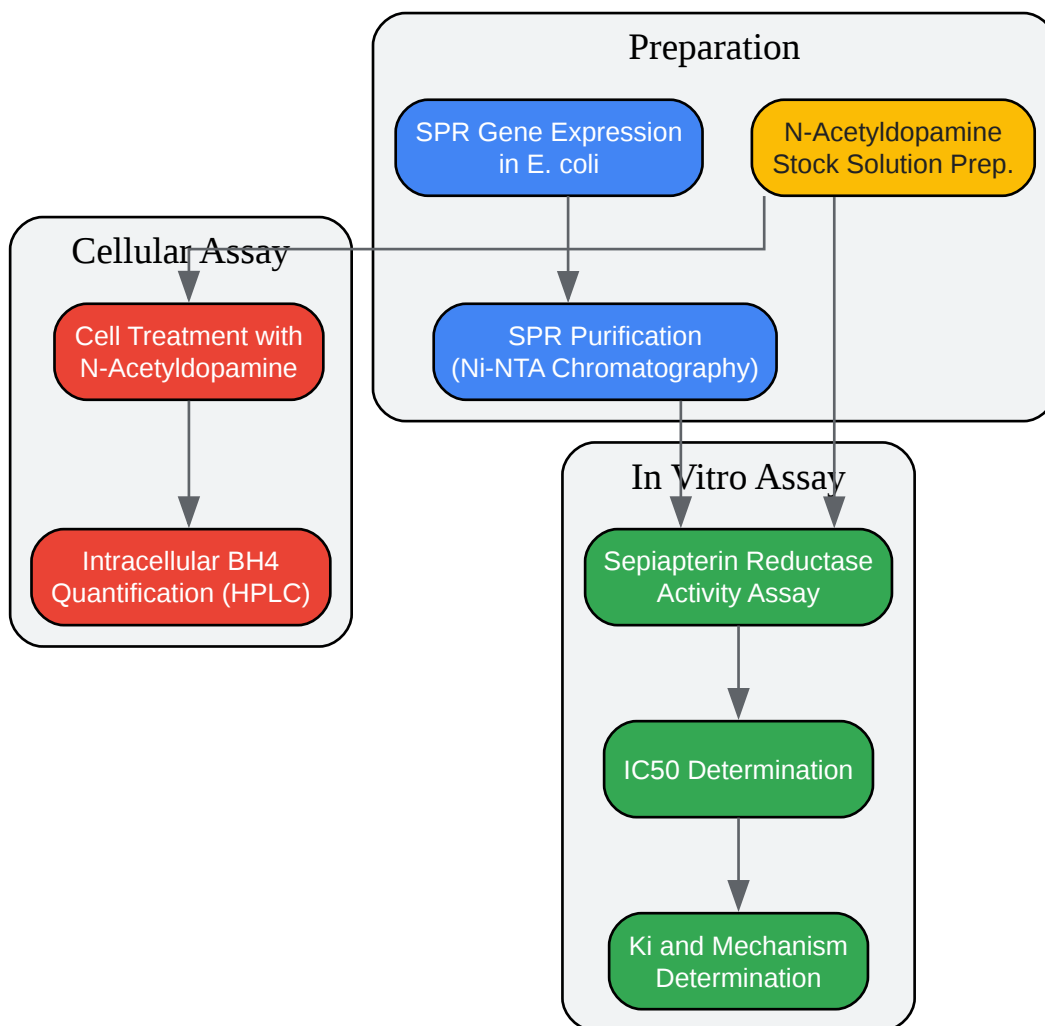 Preparation
SPR Gene Expression
in E. coli
N-Acetyldopamine
Stock Solution Prep.
Cellular Assay
Cell Treatment with
N-Acetyldopamine
SPR Purification
(Ni-NTA Chromatography)
In Vitro Assay
Intracellular BH4
Quantification (HPLC)
Sepiapterin Reductase
Activity Assay
IC50 Determination
Ki and Mechanism
Determination